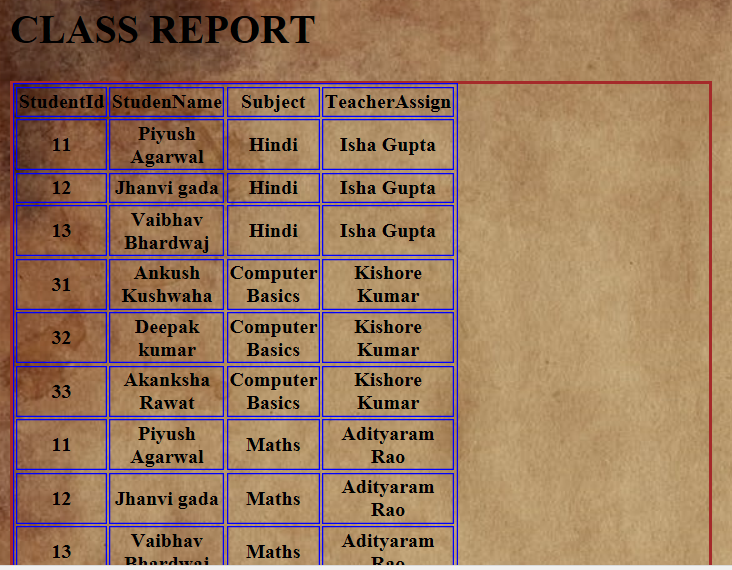 CLASS REPORT
StudentId StudenName Subject TeacherAssign
11 Piyush Agarwal Hindi Isha Gupta
12 Jhanvi gada Hindi Isha Gupta
13 Vaibhav Bhardwaj Hindi Isha Gupta
31 Ankush Kushwaha Computer Basics Kishore Kumar
32 Deepak kumar Computer Basics Kishore Kumar
33 Akanksha Rawat Computer Basics Kishore Kumar
11 Piyush Agarwal Maths Adityaram Rao
12 Jhanvi gada Maths Adityaram Rao
13 Vaibhav Bhardwaj Maths Adityaram Rao